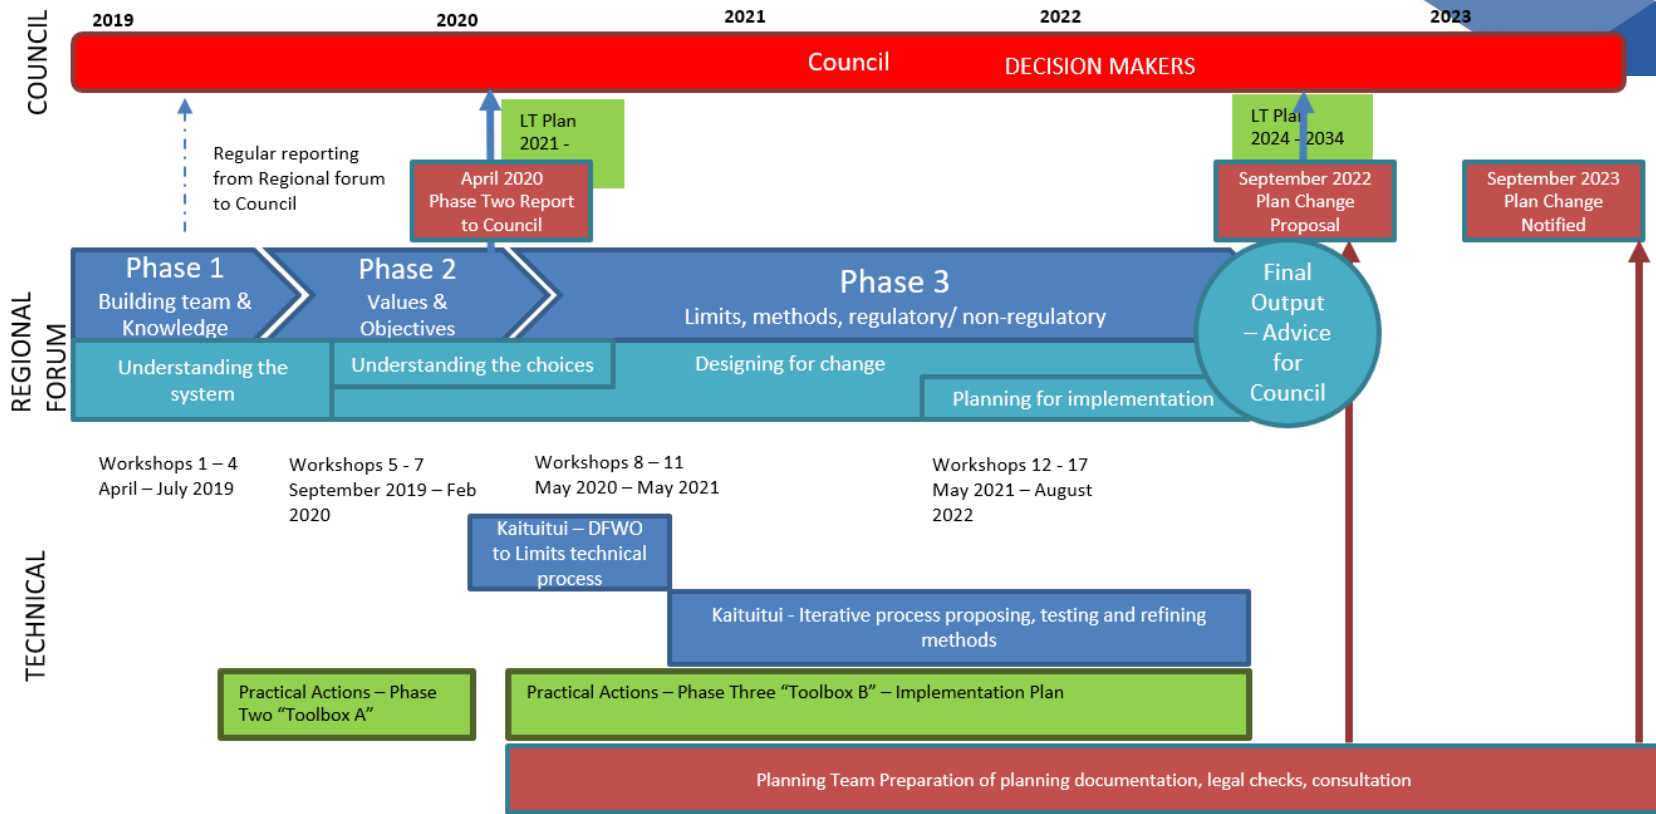 2019
2020
2021
2022
2023
COUNCIL
Council
DECISION MAKERS
LT Plan
2021 -
LT Plan
2024 - 2034
Regular reporting
from Regional forum
to Council
April 2020
Phase Two Report
to Council
September 2022
Plan Change
Proposal
September 2023
Plan Change
Notified
REGIONAL
FORUM
Phase 1
Building team &
Knowledge
Phase 2
Values &
Objectives
Phase 3
Limits, methods, regulatory/ non-regulatory
Final
Output
– Advice
for
Council
Understanding the
system
Understanding the choices
Designing for change
Planning for implementation
Workshops 1 – 4
April – July 2019
Workshops 5 - 7
September 2019 – Feb
2020
Workshops 8 – 11
May 2020 – May 2021
Workshops 12 - 17
May 2021 – August
2022
TECHNICAL
Kaituitui – DFWO
to Limits technical
process
Kaituitui - Iterative process proposing, testing and refining
methods
Practical Actions – Phase
Two “Toolbox A”
Practical Actions – Phase Three “Toolbox B” – Implementation Plan
Planning Team Preparation of planning documentation, legal checks, consultation